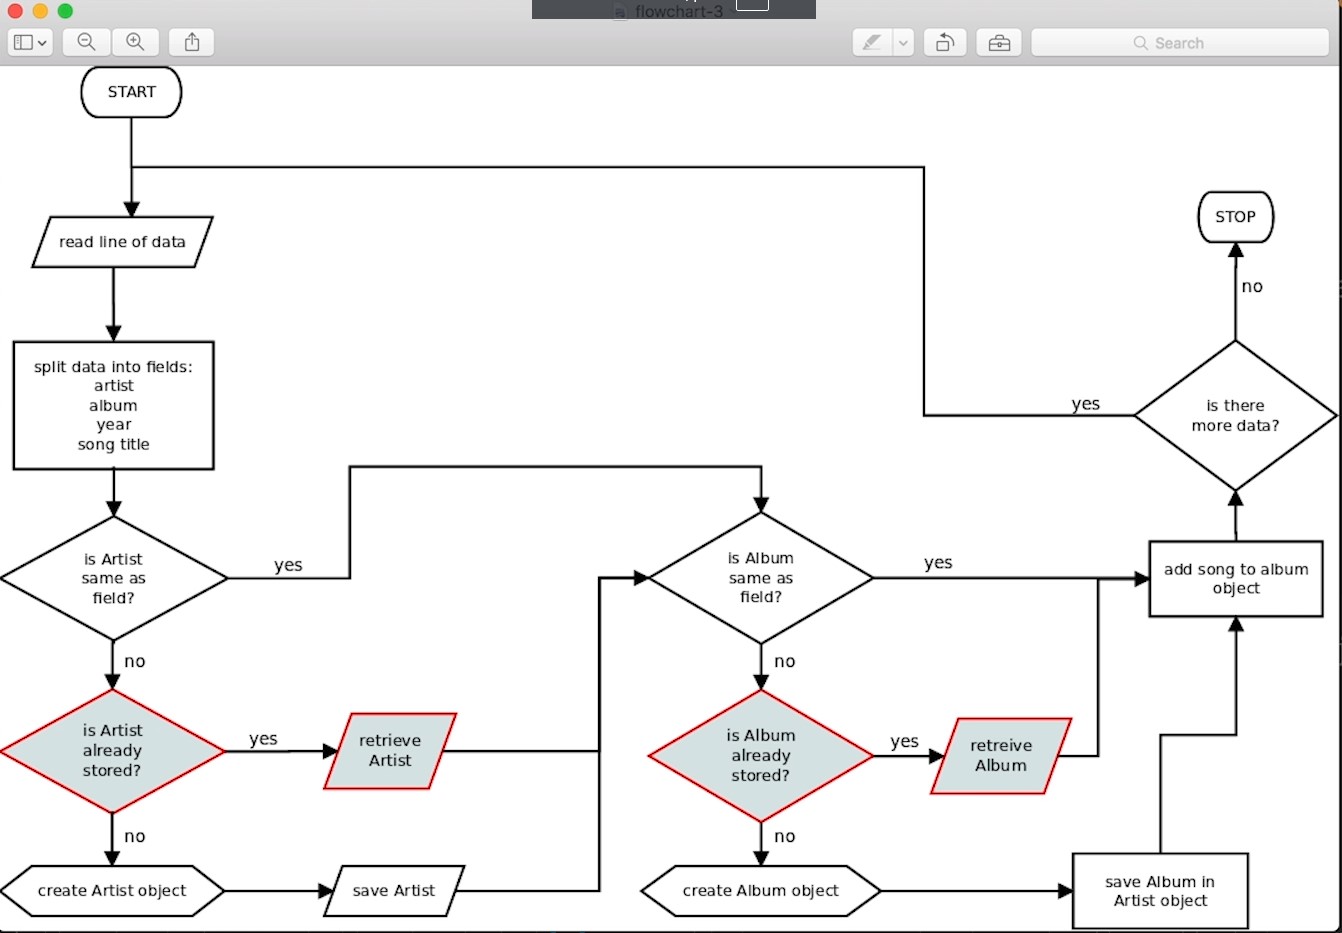 flowchart-3
Search
START
read line of data
split data into fields:
artist
album
year
song title
is Artist
same as
field?
yes
no
is Artist
already
stored?
yes
retrieve
Artist
no
create Artist object
save Artist
is Album
same as
field?
yes
no
is Album
already
stored?
yes
retreive
Album
no
create Album object
save Album in
Artist object
add song to album
object
is there
more data?
yes
no
STOP